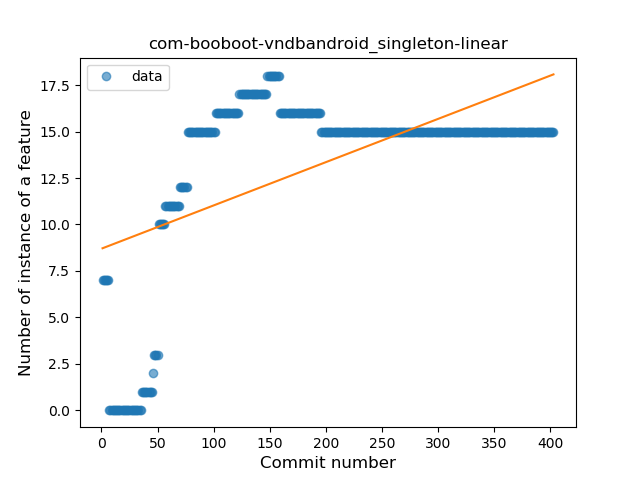 com-booboot-vndbandroid_singleton-linear
data
Number of instance of a feature
17.5
15.0
12.5
10.0
7.5
5.0
2.5
0.0
0 50 100 150 200 250 300 350 400
Commit number